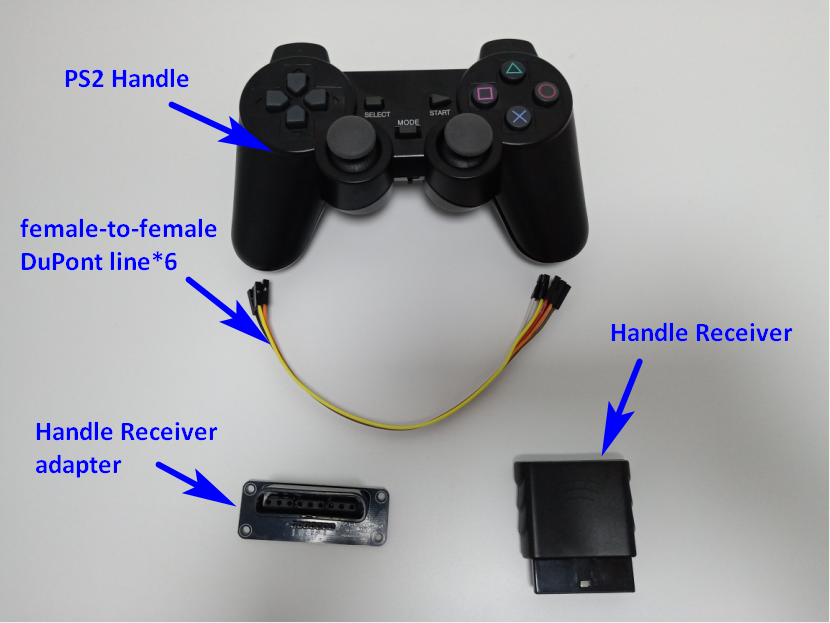 PS2 Handle
SELECT
MODE
START
female-to-female
DuPont line*6
Handle Receiver
Handle Receiver
adapter